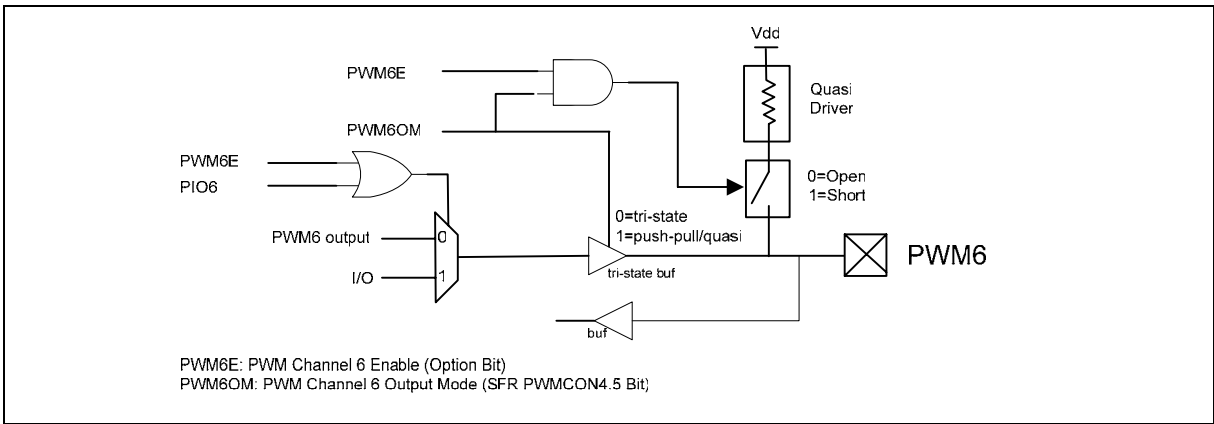 Vdd
PWM6E
Quasi
Driver
PWM6OM
PWM6E
PIO6
0=Open
1=Short
0=tri-state
1=push-pull/quasi
PWM6 output
0
I/O
1
tri-state buf
PWM6
buf
PWM6E: PWM Channel 6 Enable (Option Bit)
PWM6OM: PWM Channel 6 Output Mode (SFR PWMCON4.5 Bit)